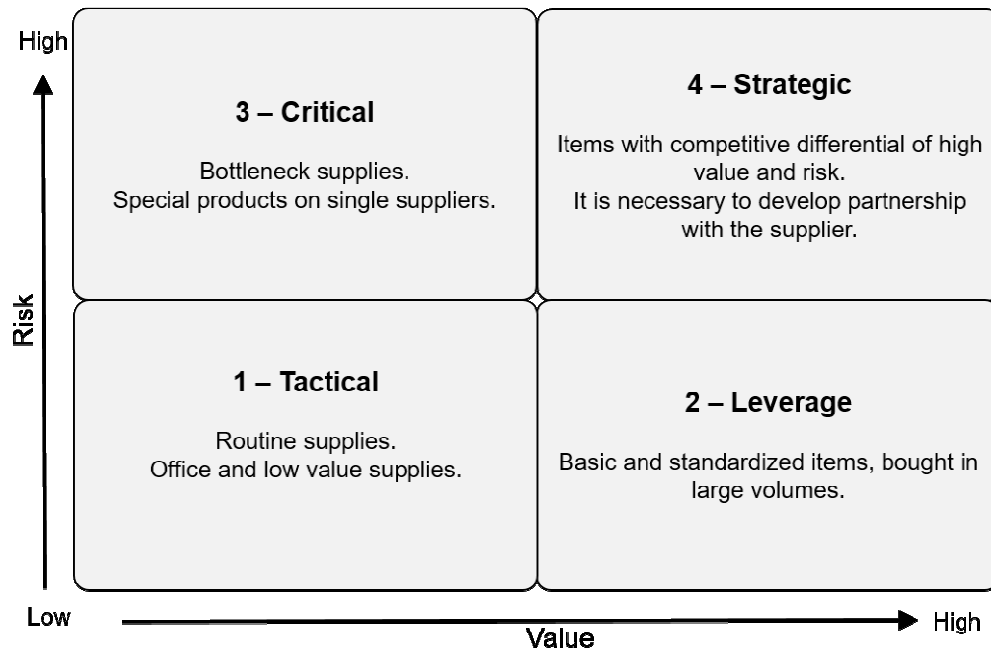 High
3 – Critical
Bottleneck supplies.
Special products on single suppliers.
4 – Strategic
Items with competitive differential of high
value and risk.
It is necessary to develop partnership
with the supplier.
Risk
1 – Tactical
Routine supplies.
Office and low value supplies.
2 – Leverage
Basic and standardized items, bought in
large volumes.
Low
Value
High